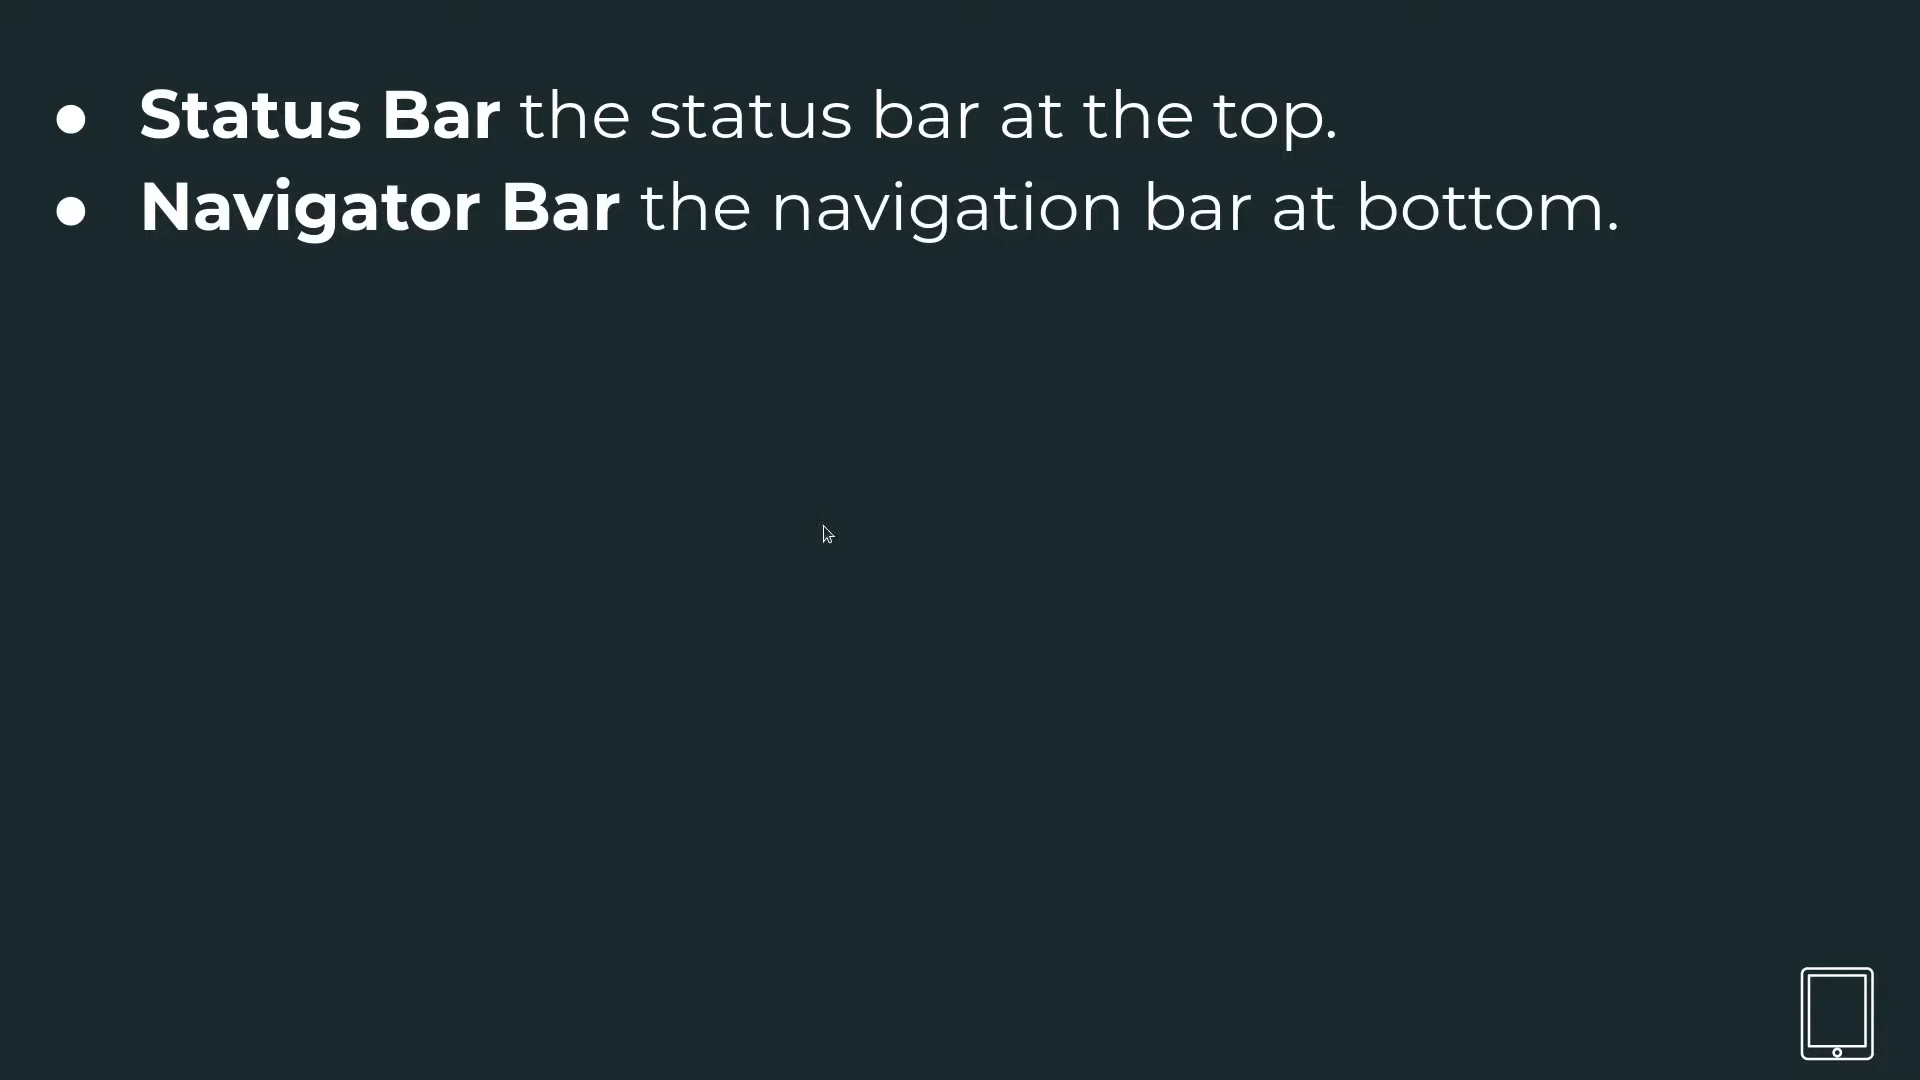 ● Status Bar the status bar at the top.
● Navigator Bar the navigation bar at bottom.